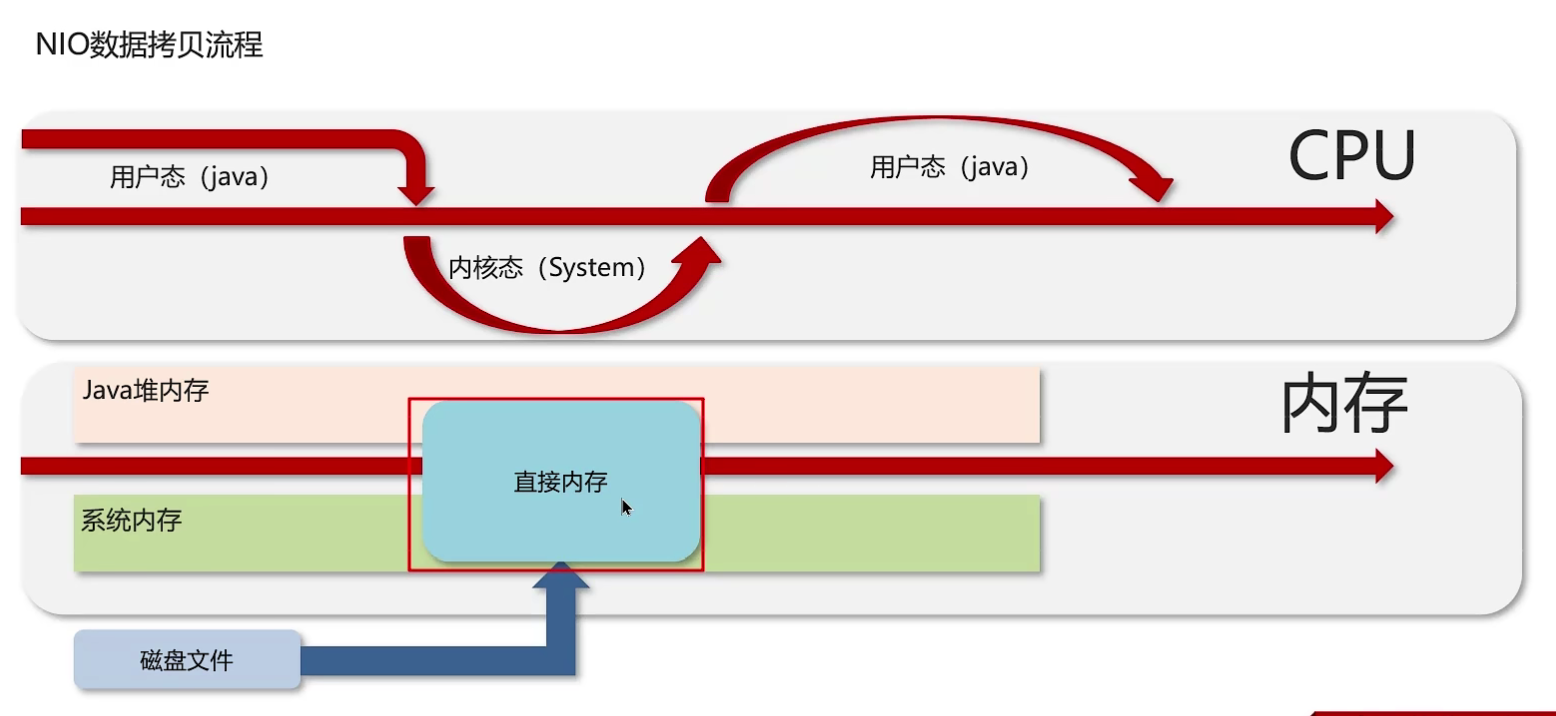 NIO数据拷贝流程
CPU
用户态（java）
用户态（java）
内核态（System）
Java堆内存
内存
直接内存
系统内存
磁盘文件